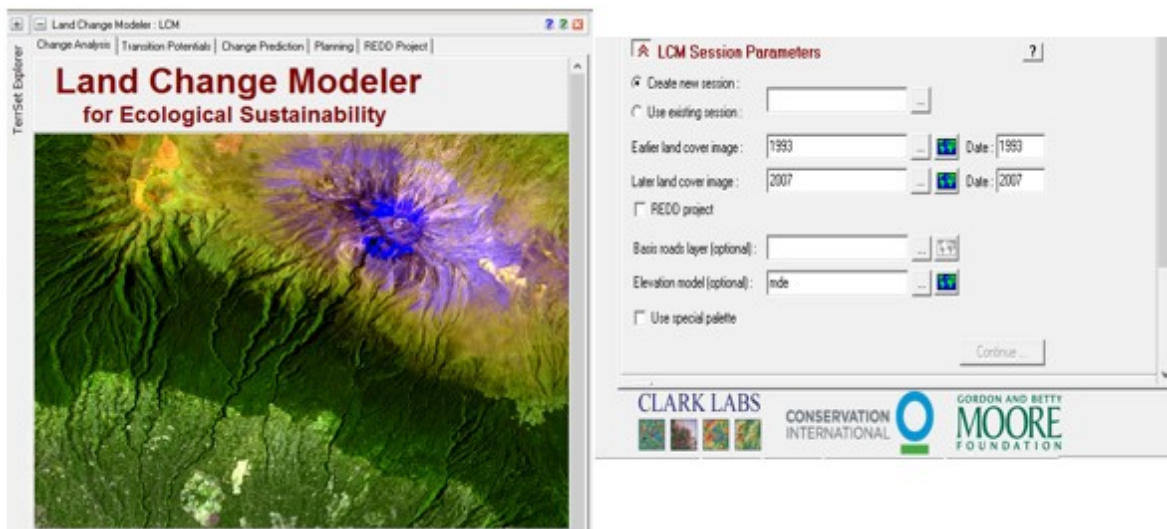 Land Change Modeler : LCM
TerrSet Explorer
Change Analysis | Transition Potentials | Change Prediction | Planning | REDD Project
Land Change Modeler
for Ecological Sustainability
LCM Session Parameters ?
Create new session :
Use existing session : ...
Earlier land cover image : 1993 ... Date : 1993
Later land cover image : 2007 ... Date : 2007
REDD project
Basis roads layer (optional) : ...
Elevation model (optional) : mde ...
Use special palette
Continue ...
CLARK LABS
CONSERVATION
INTERNATIONAL
GORDON AND BETTY
MOORE
FOUNDATION